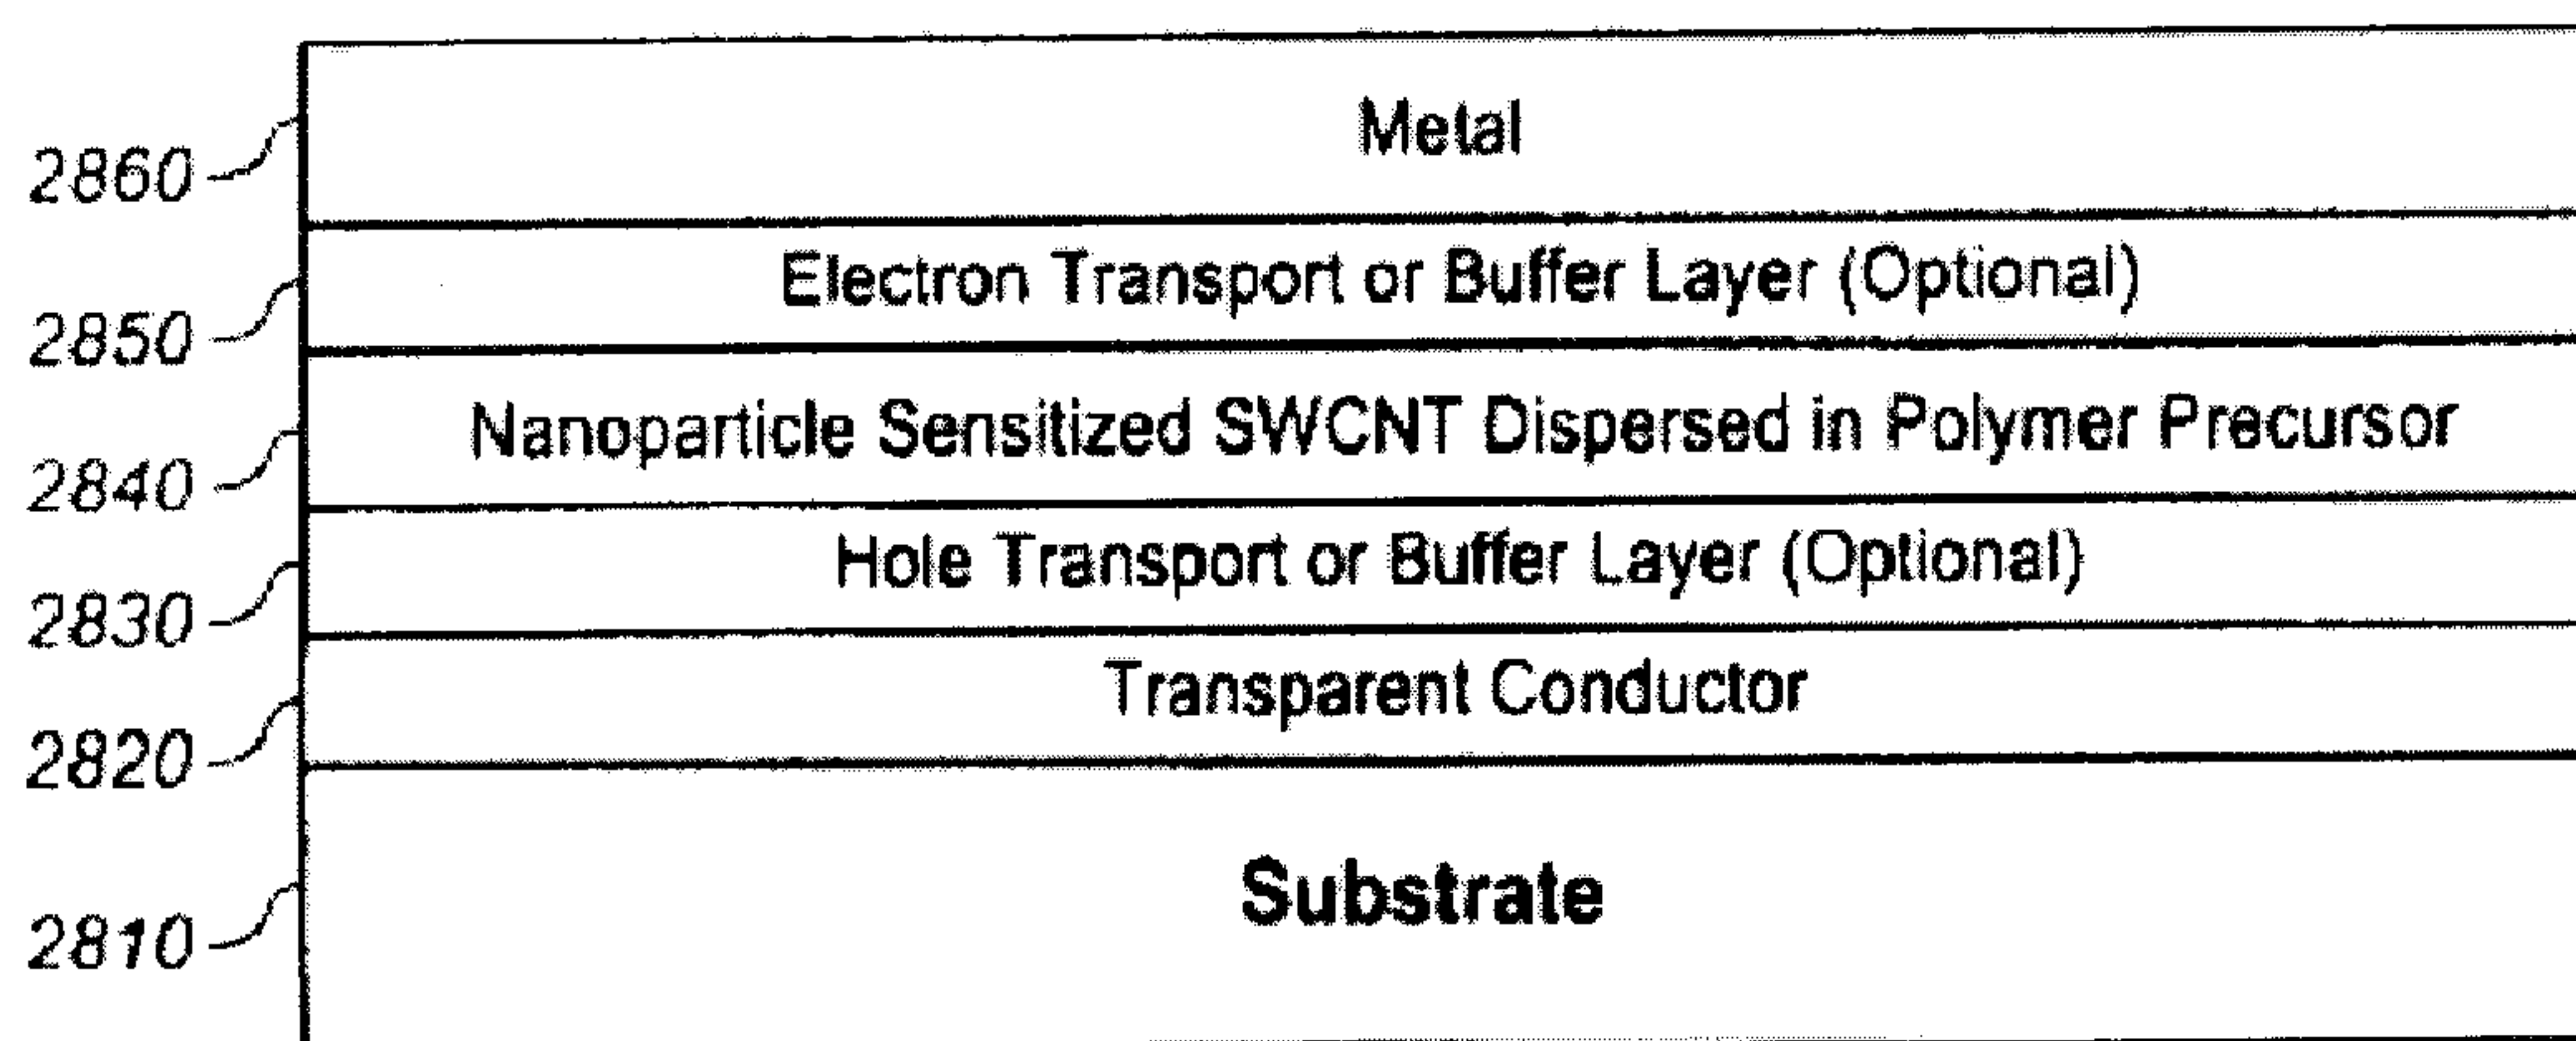 Metal
2860
Electron Transport or Buffer Layer (Optional)
2850
Nanoparticle Sensitized SWCNT Dispersed in Polymer Precursor
2840
Hole Transport or Buffer Layer (Optional)
2830
Transparent Conductor
2820
Substrate
2810